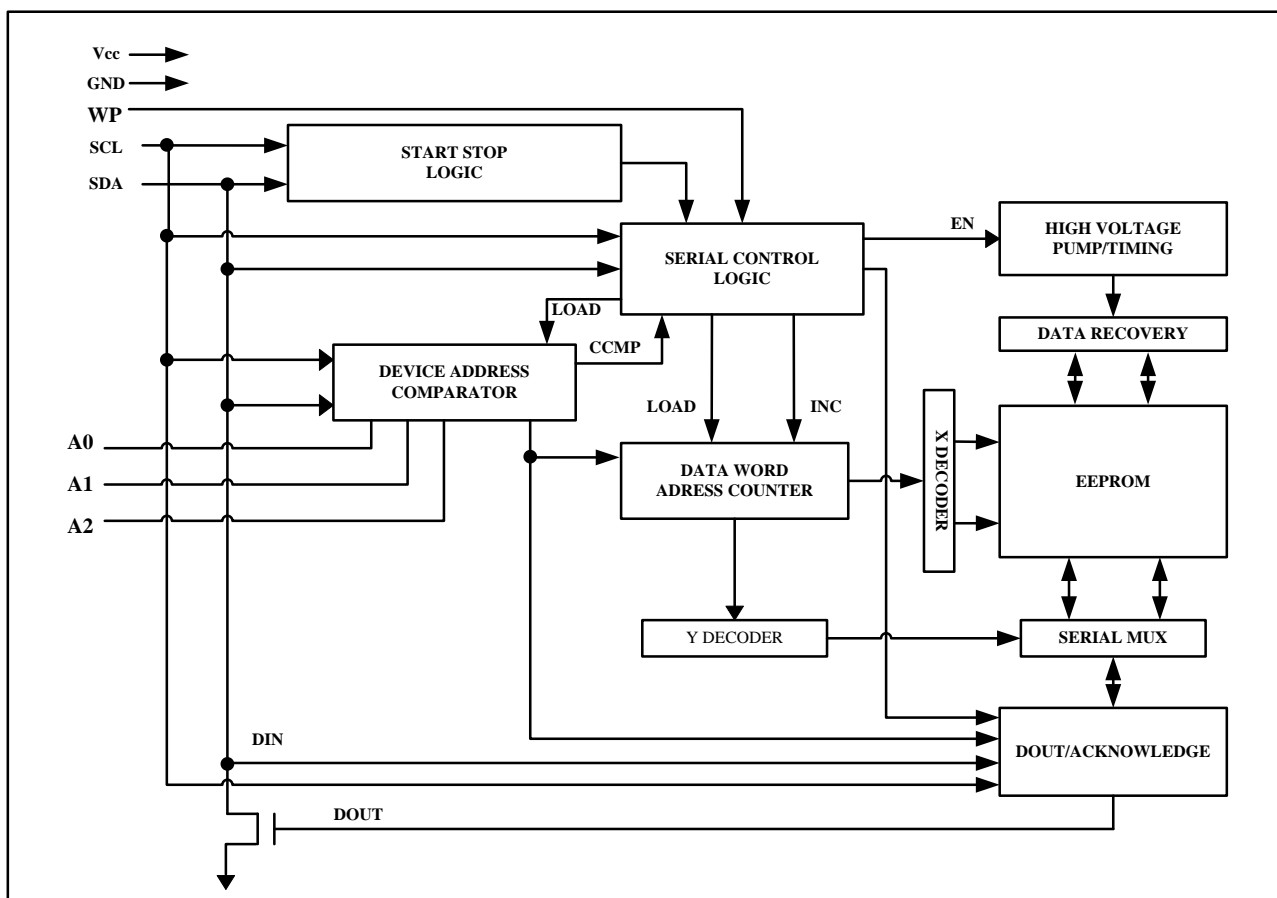 Vcc
GND
WP
SCL
SDA
START STOP
LOGIC
SERIAL CONTROL
LOGIC
EN
HIGH VOLTAGE
PUMP/TIMING
LOAD
CCMP
DATA RECOVERY
DEVICE ADDRESS
COMPARATOR
LOAD
INC
A0
A1
A2
DATA WORD
ADRESS COUNTER
X DECODER
EEPROM
Y DECODER
SERIAL MUX
DIN
DOUT/ACKNOWLEDGE
DOUT